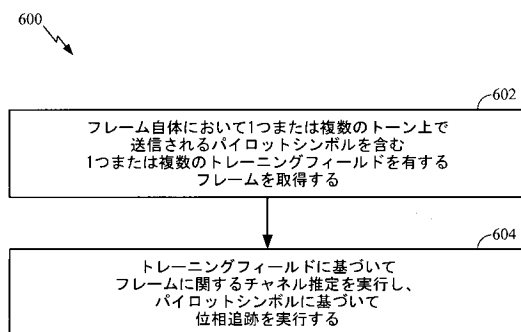 600
602
フレーム自体において1つまたは複数のトーン上で
送信されるパイロットシンボルを含む
1つまたは複数のトレーニングフィールドを有する
フレームを取得する
604
トレーニングフィールドに基づいて
フレームに関するチャネル推定を実行し、
パイロットシンボルに基づいて
位相追跡を実行する